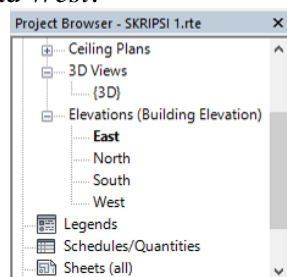 West.
Project Browser - SKRIPSI 1.rte
Ceiling Plans
3D Views
{3D}
Elevations (Building Elevation)
East
North
South
West
Legends
Schedules/Quantities
Sheets (all)